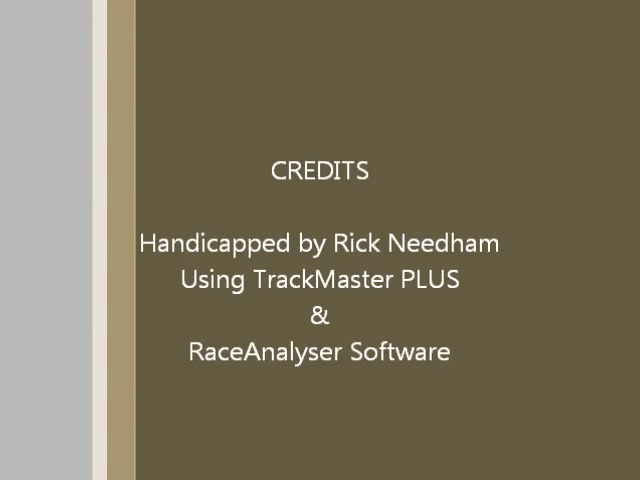 CREDITS
Handicapped by Rick Needham
Using TrackMaster PLUS
&
RaceAnalyser Software